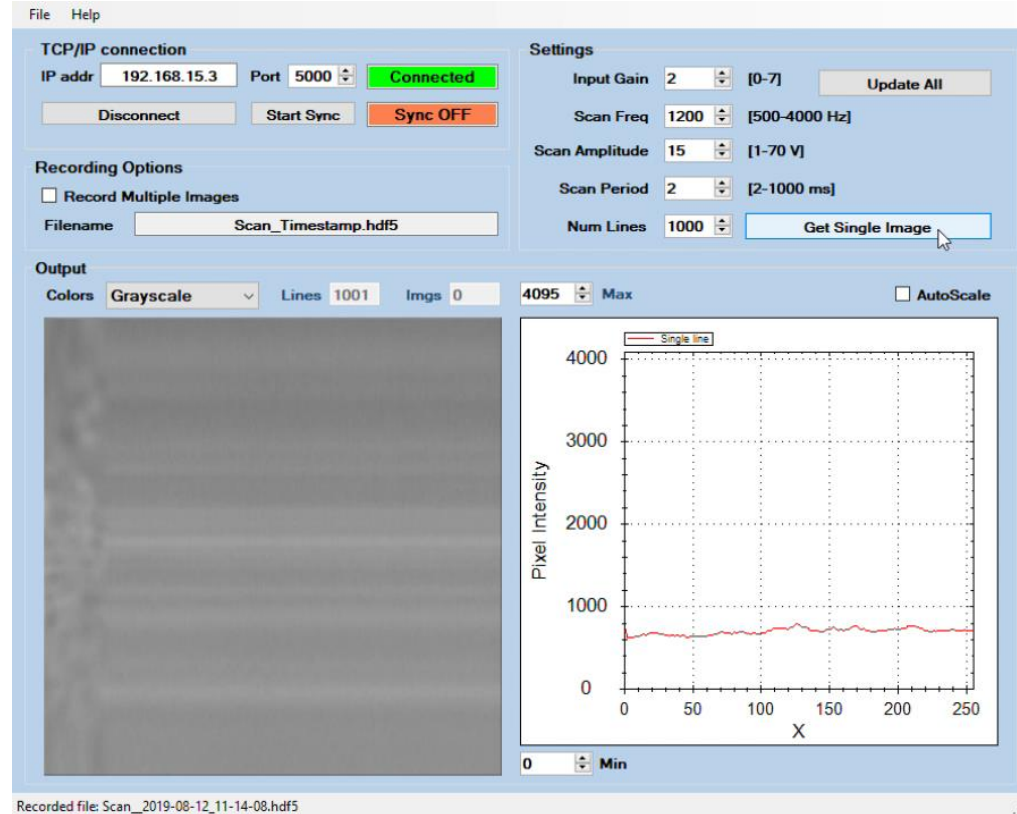 File Help
TCP/IP connection
IP addr 192.168.15.3 Port 5000 Connected
Disconnect Start Sync Sync OFF
Recording Options
Record Multiple Images
Filename Scan_Timestamp.hdf5
Settings
Input Gain 2 [0-7] Update All
Scan Freq 1200 [500-4000 Hz]
Scan Amplitude 15 [1-70 V]
Scan Period 2 [2-1000 ms]
Num Lines 1000 Get Single Image
Output
Colors Grayscale Lines 1001 Imgs 0
4095 Max AutoScale
Single line
4000
3000
2000
1000
0
Pixel Intensity
0 50 100 150 200 250
X
0 Min
Recorded file: Scan__2019-08-12_11-14-08.hdf5